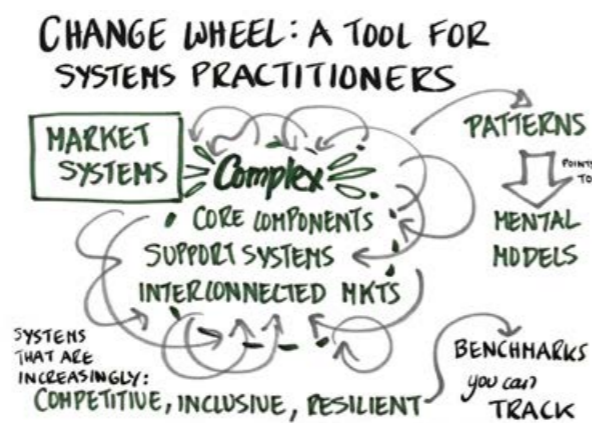 CHANGE WHEEL: A TOOL FOR
SYSTEMS PRACTITIONERS
MARKET
SYSTEMS
Complex
CORE COMPONENTS
SUPPORT SYSTEMS
INTERCONNECTED MKTS
PATTERNS
POINTS
TO
MENTAL
MODELS
SYSTEMS
THAT ARE
INCREASINGLY:
COMPETITIVE, INCLUSIVE, RESILIENT
BENCHMARKS
you can
TRACK